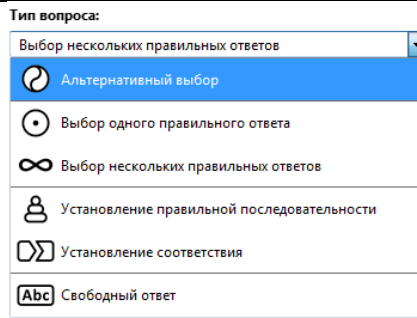 Тип вопроса:
Выбор нескольких правильных ответов
Альтернативный выбор
Выбор одного правильного ответа
Выбор нескольких правильных ответов
Установление правильной последовательности
Установление соответствия
Abc Свободный ответ